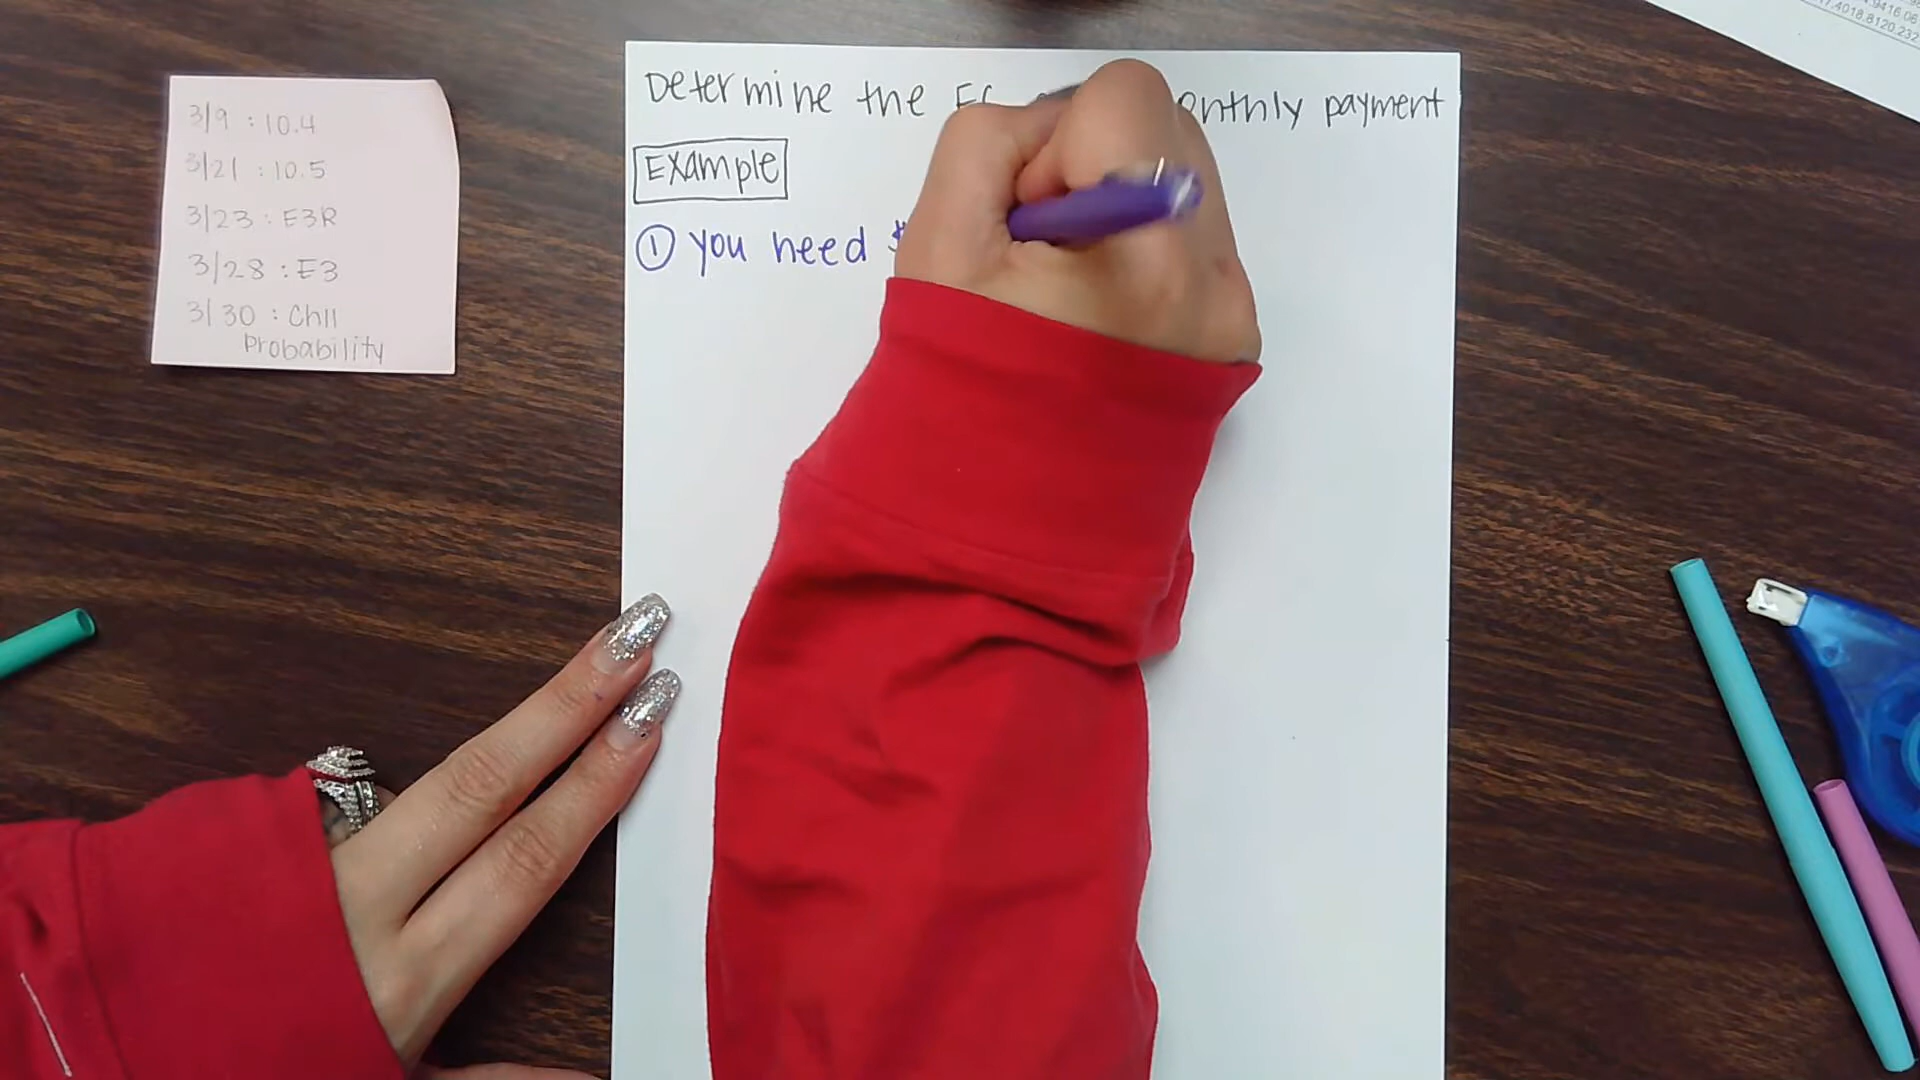 3/9 : 10.4
3/21 : 10.5
3/23 : E3R
3/28 : E3
3/30 : Ch11
Probability
Determine the payment
Example
① you need $